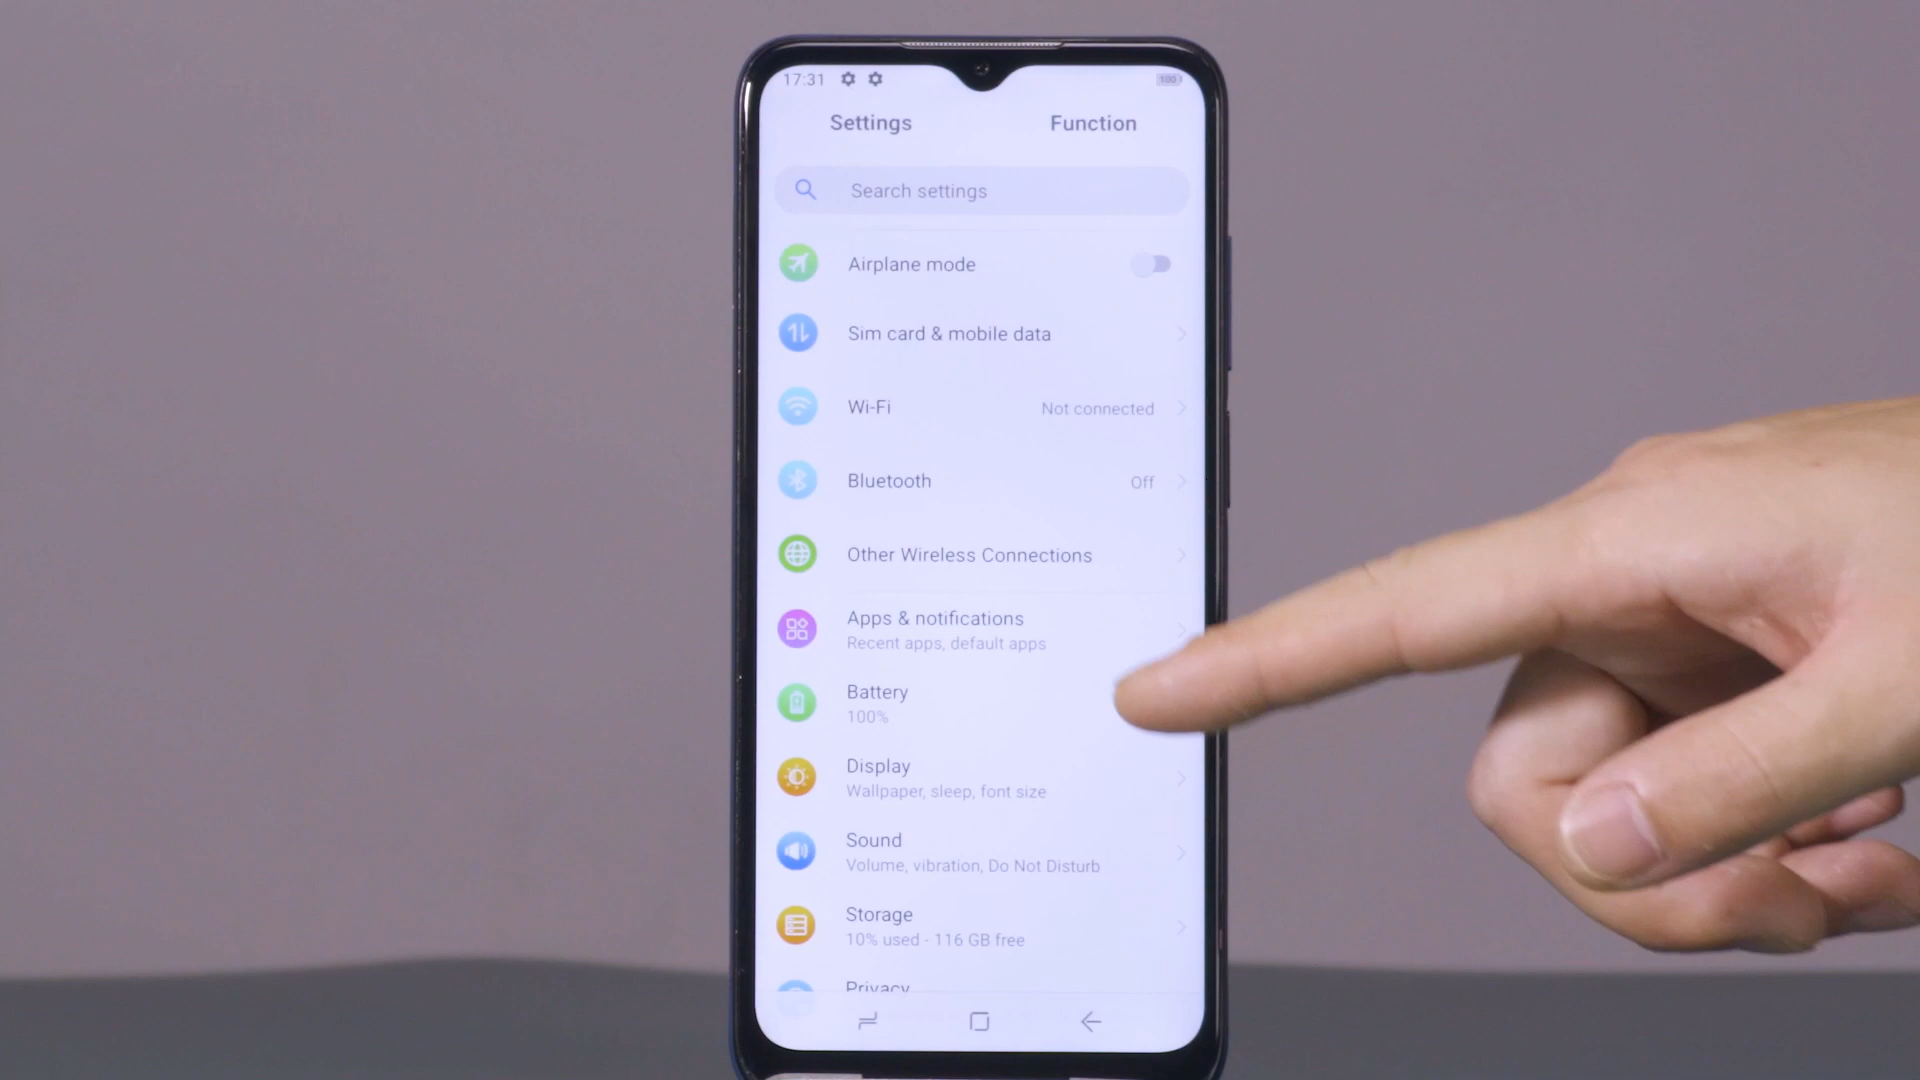 17:31
100
Settings
Function
Search settings
Airplane mode
Sim card & mobile data
Wi-Fi
Not connected
Bluetooth
Off
Other Wireless Connections
Apps & notifications
Recent apps, default apps
Battery
100%
Display
Wallpaper, sleep, font size
Sound
Volume, vibration, Do Not Disturb
Storage
10% used - 116 GB free
Privacy